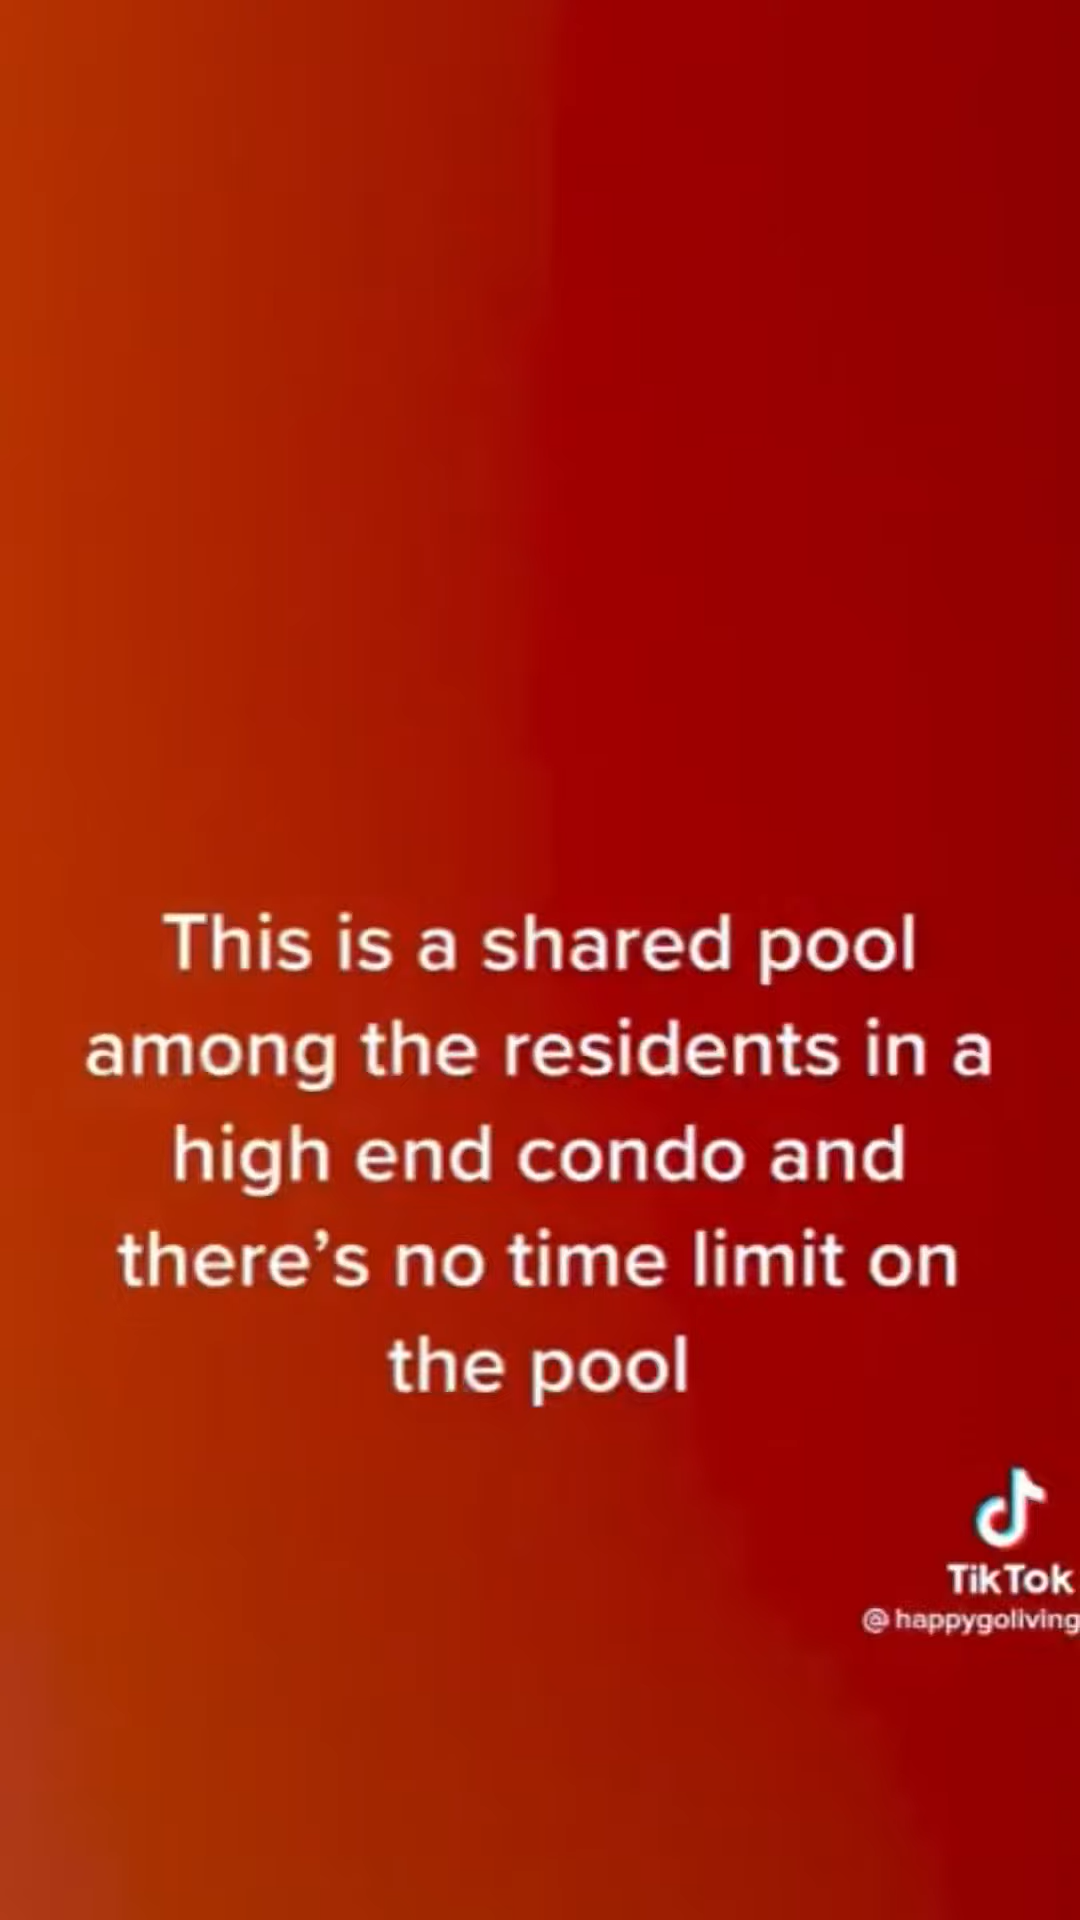 This is a shared pool
among the residents in a
high end condo and
there’s no time limit on
the pool
TikTok
@happygoliving